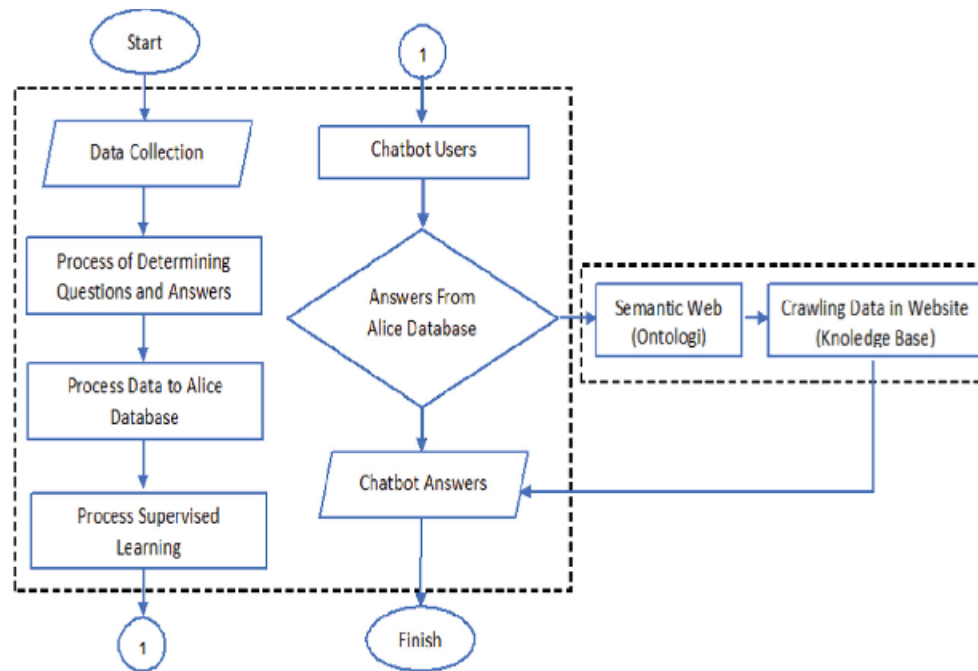 Start
Data Collection
Process of Determining
Questions and Answers
Process Data to Alice
Database
Process Supervised
Learning
1
1
Chatbot Users
Answers From
Alice Database
Chatbot Answers
Finish
Semantic Web
(Ontologi)
Crawling Data in Website
(Knoledge Base)